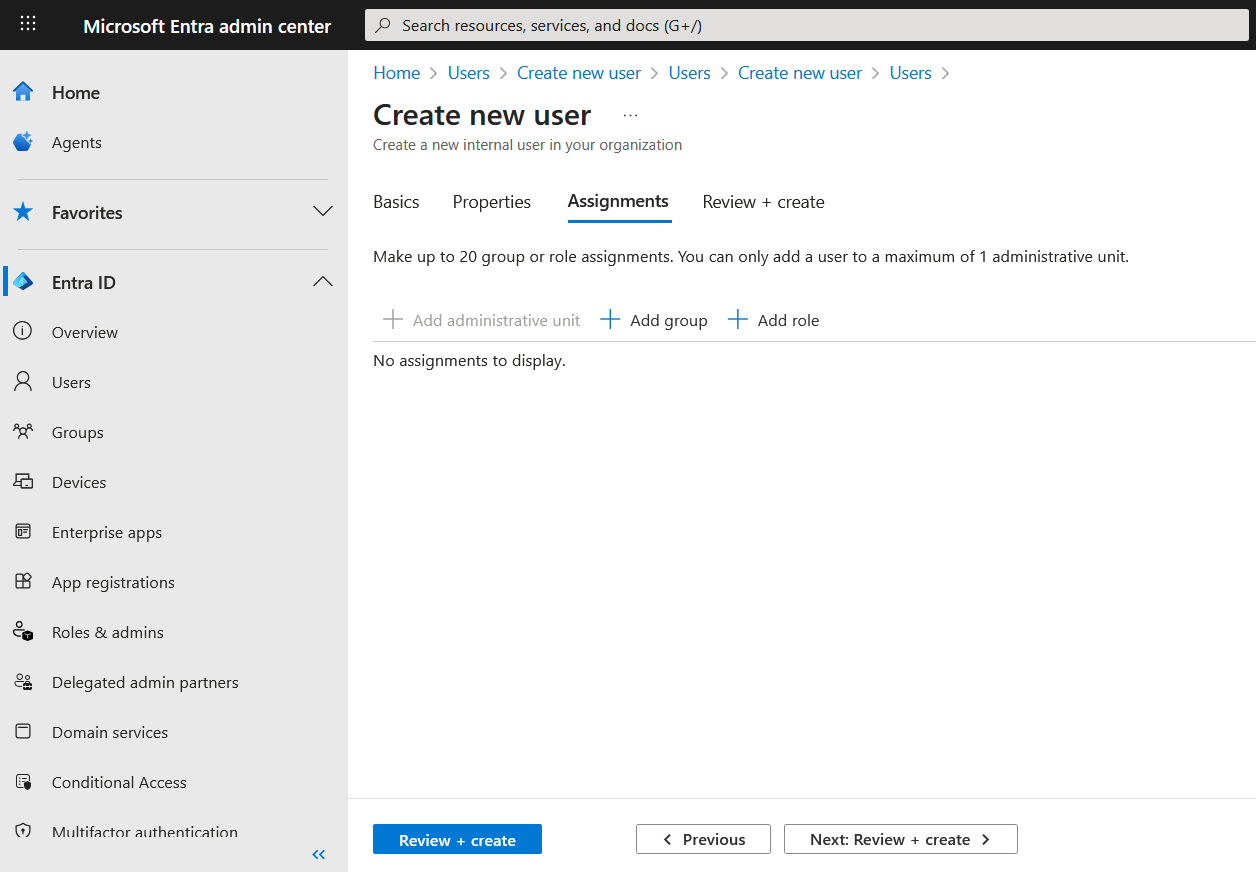 Microsoft Entra admin center
Search resources, services, and docs (G+/)
Home
Agents
Favorites
Entra ID
Overview
Users
Groups
Devices
Enterprise apps
App registrations
Roles & admins
Delegated admin partners
Domain services
Conditional Access
Multifactor authentication
Home > Users > Create new user > Users > Create new user > Users >
Create new user ...
Create a new internal user in your organization
Basics Properties Assignments Review + create
Make up to 20 group or role assignments. You can only add a user to a maximum of 1 administrative unit.
Add administrative unit Add group Add role
No assignments to display.
Review + create Previous Next: Review + create